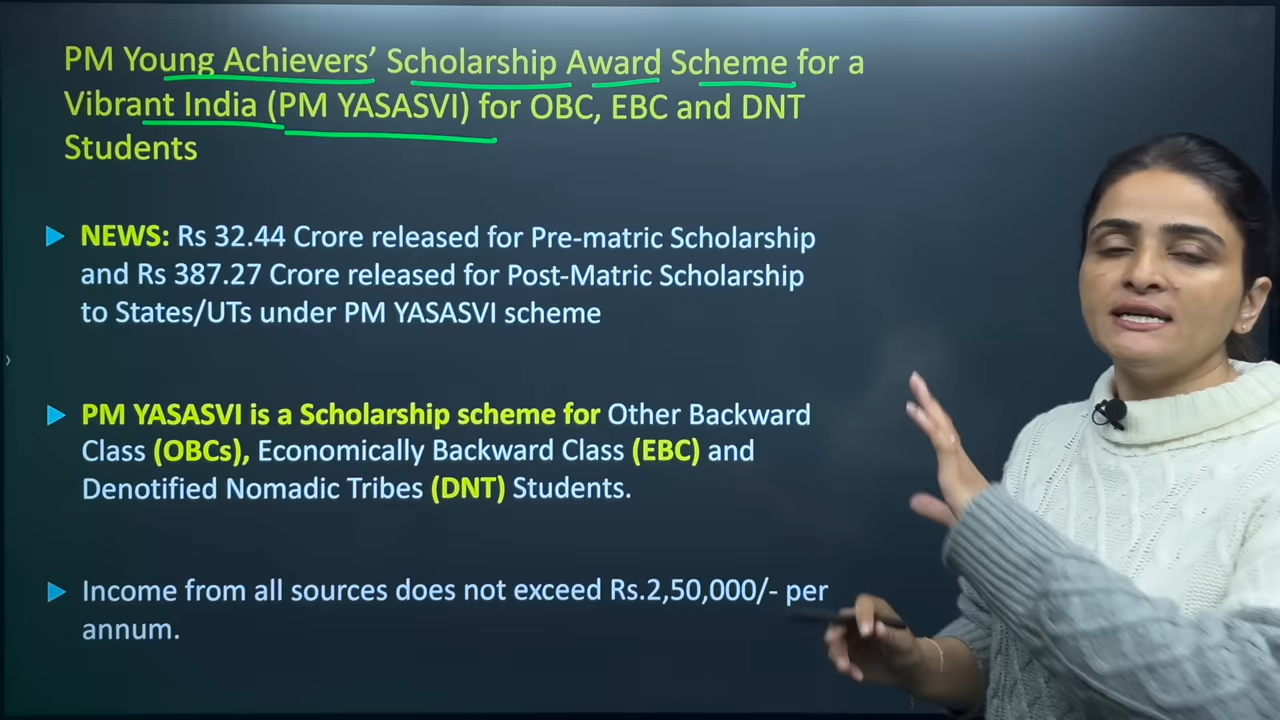 PM Young Achievers’ Scholarship Award Scheme for a
Vibrant India (PM YASASVI) for OBC, EBC and DNT
Students
NEWS: Rs 32.44 Crore released for Pre-matric Scholarship
and Rs 387.27 Crore released for Post-Matric Scholarship
to States/UTs under PM YASASVI scheme
PM YASASVI is a Scholarship scheme for Other Backward
Class (OBCs), Economically Backward Class (EBC) and
Denotified Nomadic Tribes (DNT) Students.
Income from all sources does not exceed Rs.2,50,000/- per
annum.